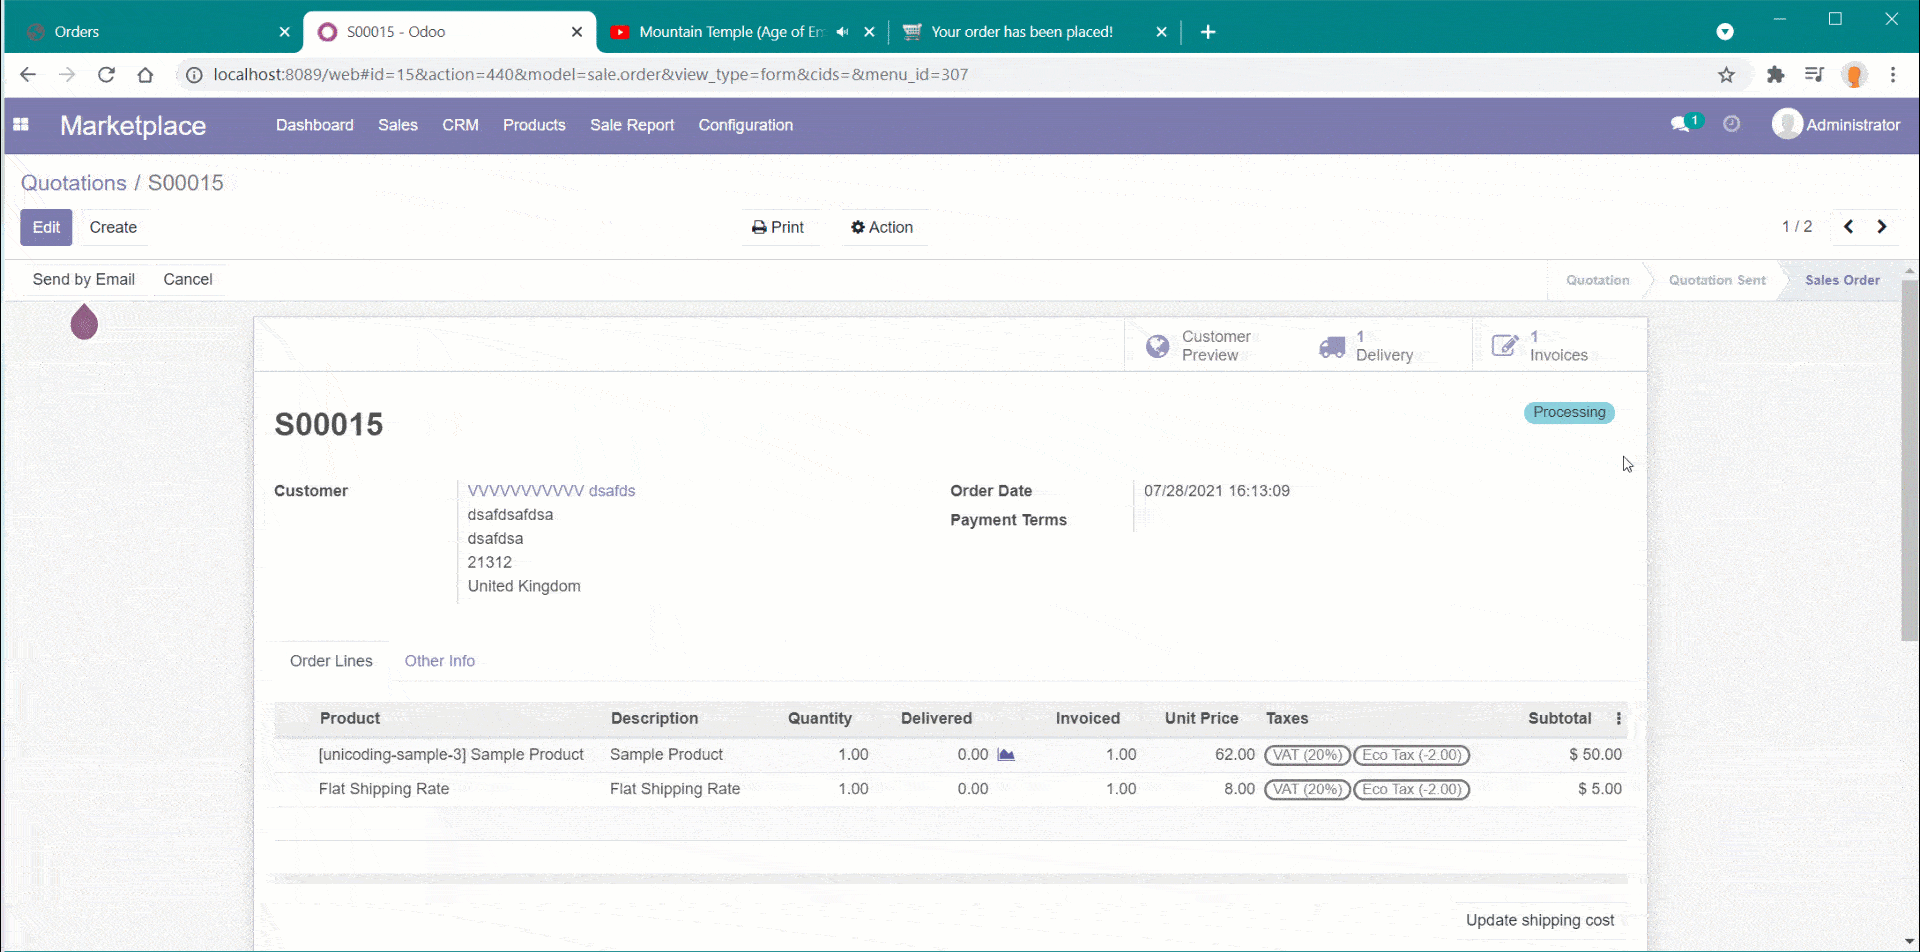 Orders
S00015 - Odoo
Mountain Temple (Age of Em
Your order has been placed!
localhost:8089/web#id=15&action=440&model=sale.order&view_type=form&cids=&menu_id=307
Marketplace
Dashboard
Sales
CRM
Products
Sale Report
Configuration
1
Administrator
Quotations / S00015
Edit
Create
Print
Action
1 / 2
Send by Email
Cancel
Quotation
Quotation Sent
Sales Order
Customer
Preview
1
Delivery
1
Invoices
S00015
Processing
Customer
VVVVVVVVVVV dsafds
dsafdsafdsa
dsafdsa
21312
United Kingdom
Order Date 07/28/2021 16:13:09
Payment Terms
Order Lines
Other Info
Product Description Quantity Delivered Invoiced Unit Price Taxes Subtotal
[unicoding-sample-3] Sample Product Sample Product 1.00 0.00 1.00 62.00 VAT (20%) Eco Tax (-2.00) $ 50.00
Flat Shipping Rate Flat Shipping Rate 1.00 0.00 1.00 8.00 VAT (20%) Eco Tax (-2.00) $ 5.00
Update shipping cost